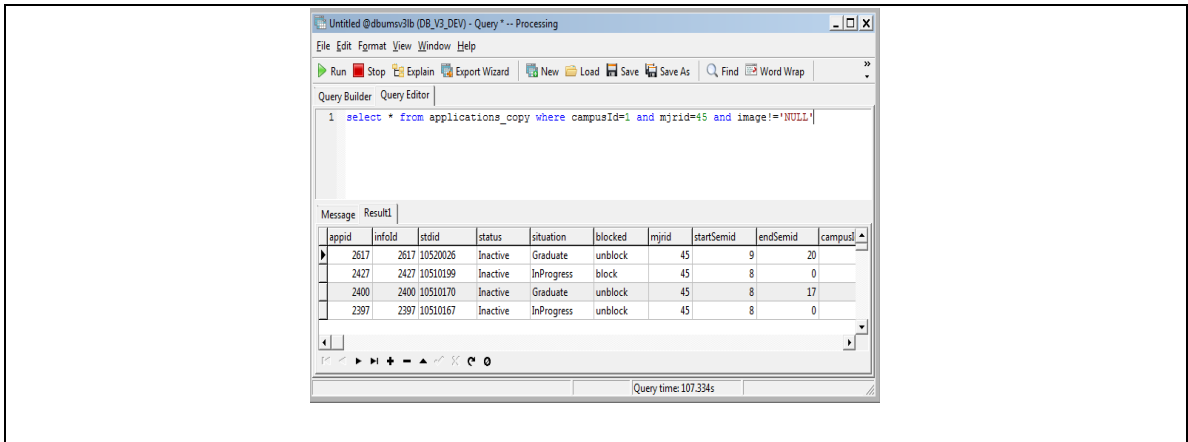 Untitled @dbumsv3lb (DB_V3_DEV) - Query * -- Processing
File Edit Format View Window Help
Run Stop Explain Export Wizard New Load Save Save As Find Word Wrap »
Query Builder Query Editor
1 select * from applications_copy where campusId=1 and mjrid=45 and image!='NULL'
Message Result1
appid infoId stdid status situation blocked mjrid startSemid endSemid campusI
2617 2617 10520026 Inactive Graduate unblock 45 9 20
2427 2427 10510199 Inactive InProgress block 45 8 0
2400 2400 10510170 Inactive Graduate unblock 45 8 17
2397 2397 10510167 Inactive InProgress unblock 45 8 0
Query time: 107.334s